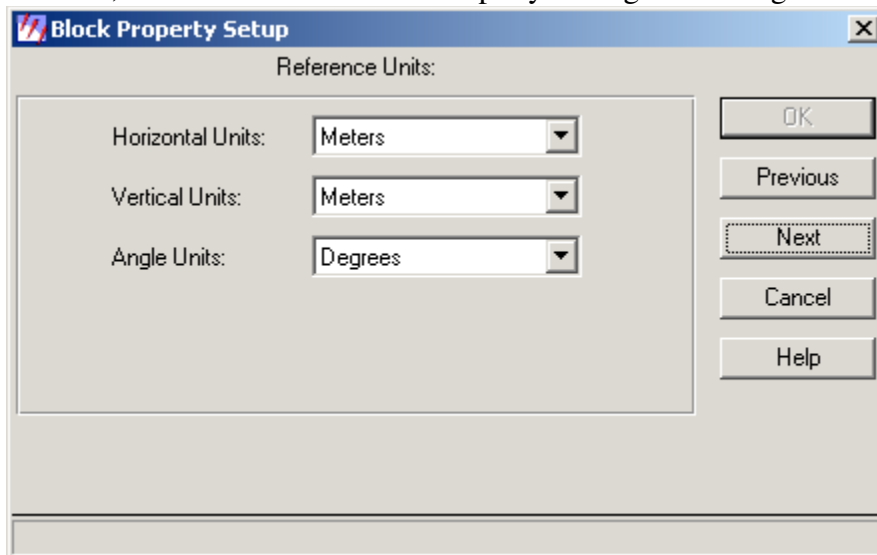 Block Property Setup
Reference Units:
Horizontal Units: Meters
Vertical Units: Meters
Angle Units: Degrees
OK
Previous
Next
Cancel
Help